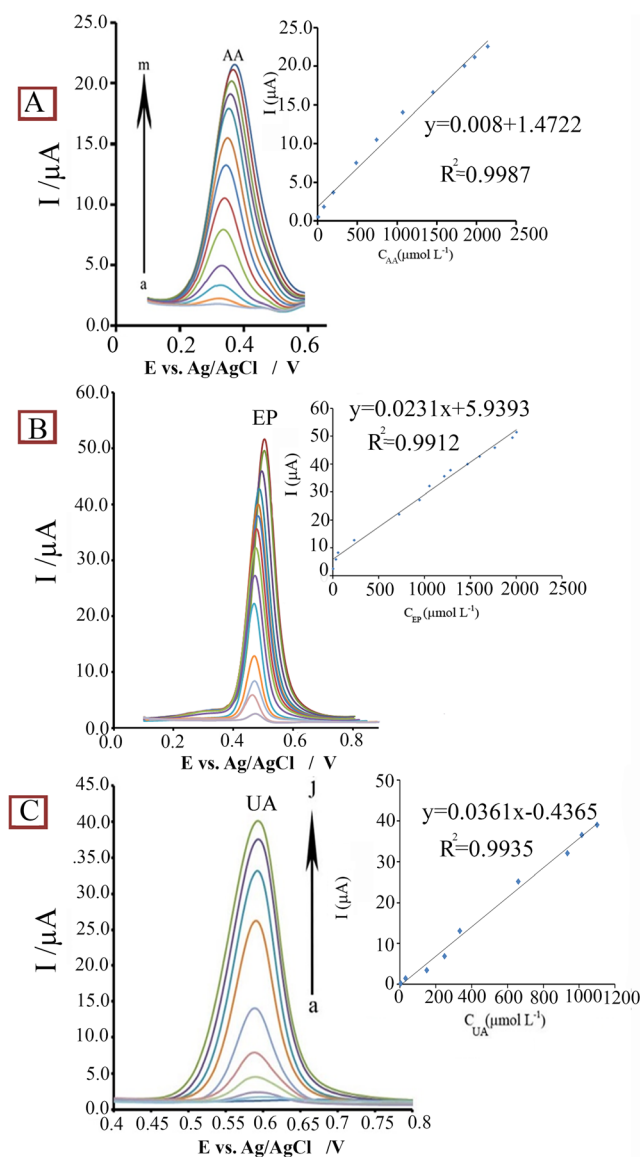 A
I /µA
25.0
20.0
15.0
10.0
5.0
0.0
0
0.2
0.4
0.6
E vs. Ag/AgCl / V
m
a
AA
I (µA)
25.0
20.0
15.0
10.0
5.0
0.0
0
500
1000
1500
2000
2500
C_AA(µmol L⁻¹)
y=0.008+1.4722
R²=0.9987
B
I /µA
60.0
50.0
40.0
30.0
20.0
10.0
0.0
0.0
0.2
0.4
0.6
0.8
E vs. Ag/AgCl / V
EP
y=0.0231x+5.9393
R²=0.9912
I (µA)
60
50
40
30
20
10
0
0
500
1000
1500
2000
2500
C_EP(µmol L⁻¹)
C
I /µA
45.0
40.0
35.0
30.0
25.0
20.0
15.0
10.0
5.0
0.0
0.4
0.45
0.5
0.55
0.6
0.65
0.7
0.75
0.8
E vs. Ag/AgCl /V
UA
J
a
y=0.0361x-0.4365
R²=0.9935
I (µA)
50
40
30
20
10
0
0
200
400
600
800
1000
1200
C_UA(µmol L⁻¹)